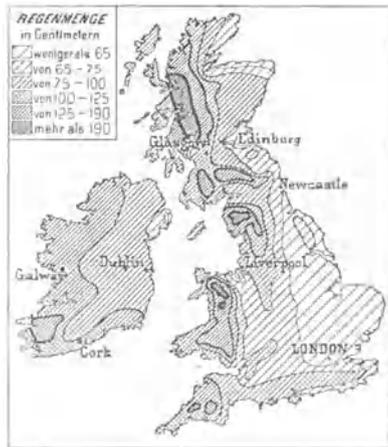 REGENMENGE
in Centimetern
weniger als 65
von 65 - 75
von 75 - 100
von 100 - 125
von 125 - 190
mehr als 190
Glasgow
Edinburg
Newcastle
Galway
Dublin
Liverpool
LONDON
Cork